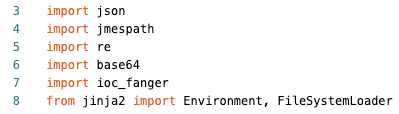 3 import json
4 import jmespath
5 import re
6 import base64
7 import ioc_fanger
8 from jinja2 import Environment, FileSystemLoader